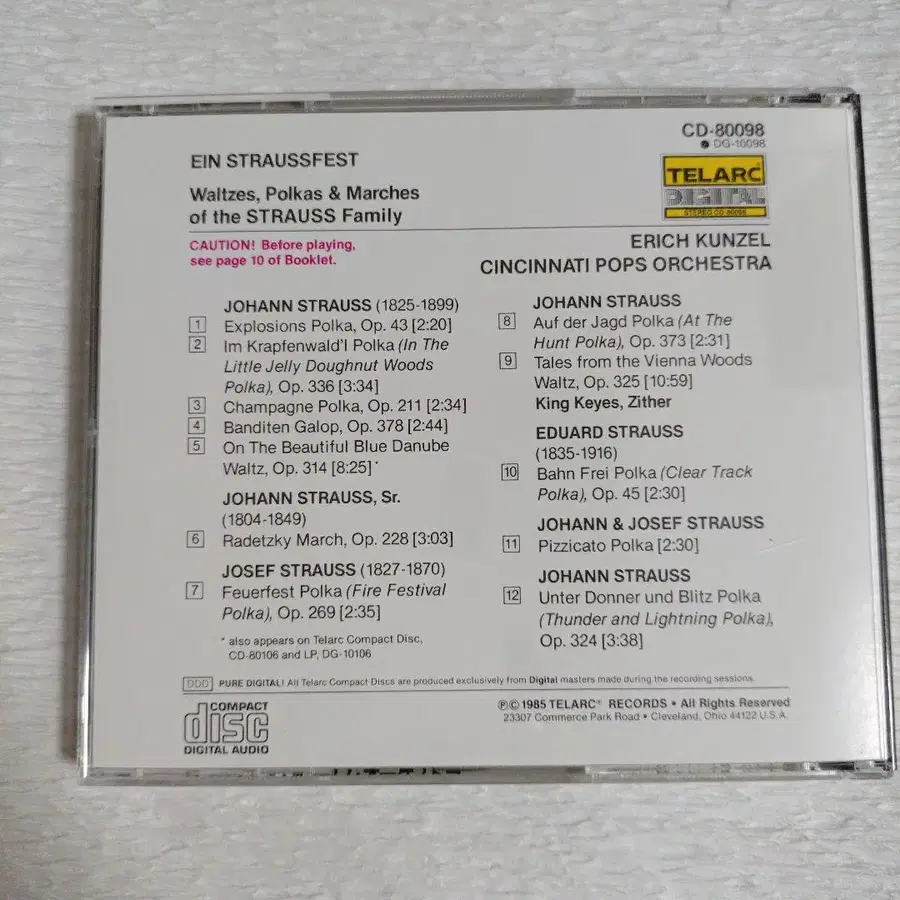 CD-80098
● DG-10098
TELARC
DIGITAL
STEREO CD-80098
EIN STRAUSSFEST
Waltzes, Polkas & Marches
of the STRAUSS Family
CAUTION! Before playing,
see page 10 of Booklet.
ERICH KUNZEL
CINCINNATI POPS ORCHESTRA
JOHANN STRAUSS (1825-1899)
1 Explosions Polka, Op. 43 [2:20]
2 Im Krapfenwald'l Polka (In The
Little Jelly Doughnut Woods
Polka), Op. 336 [3:34]
3 Champagne Polka, Op. 211 [2:34]
4 Banditen Galop, Op. 378 [2:44]
5 On The Beautiful Blue Danube
Waltz, Op. 314 [8:25]*
JOHANN STRAUSS, Sr.
(1804-1849)
6 Radetzky March, Op. 228 [3:03]
JOSEF STRAUSS (1827-1870)
7 Feuerfest Polka (Fire Festival
Polka), Op. 269 [2:35]
* also appears on Telarc Compact Disc,
CD-80106 and LP, DG-10106
JOHANN STRAUSS
8 Auf der Jagd Polka (At The
Hunt Polka), Op. 373 [2:31]
9 Tales from the Vienna Woods
Waltz, Op. 325 [10:59]
King Keyes, Zither
EDUARD STRAUSS
(1835-1916)
10 Bahn Frei Polka (Clear Track
Polka), Op. 45 [2:30]
JOHANN & JOSEF STRAUSS
11 Pizzicato Polka [2:30]
JOHANN STRAUSS
12 Unter Donner und Blitz Polka
(Thunder and Lightning Polka),
Op. 324 [3:38]
DDD PURE DIGITAL! All Telarc Compact Discs are produced exclusively from Digital masters made during the recording sessions.
COMPACT
disc
DIGITAL AUDIO
℗© 1985 TELARC® RECORDS • All Rights Reserved
23307 Commerce Park Road • Cleveland, Ohio 44122 U.S.A.